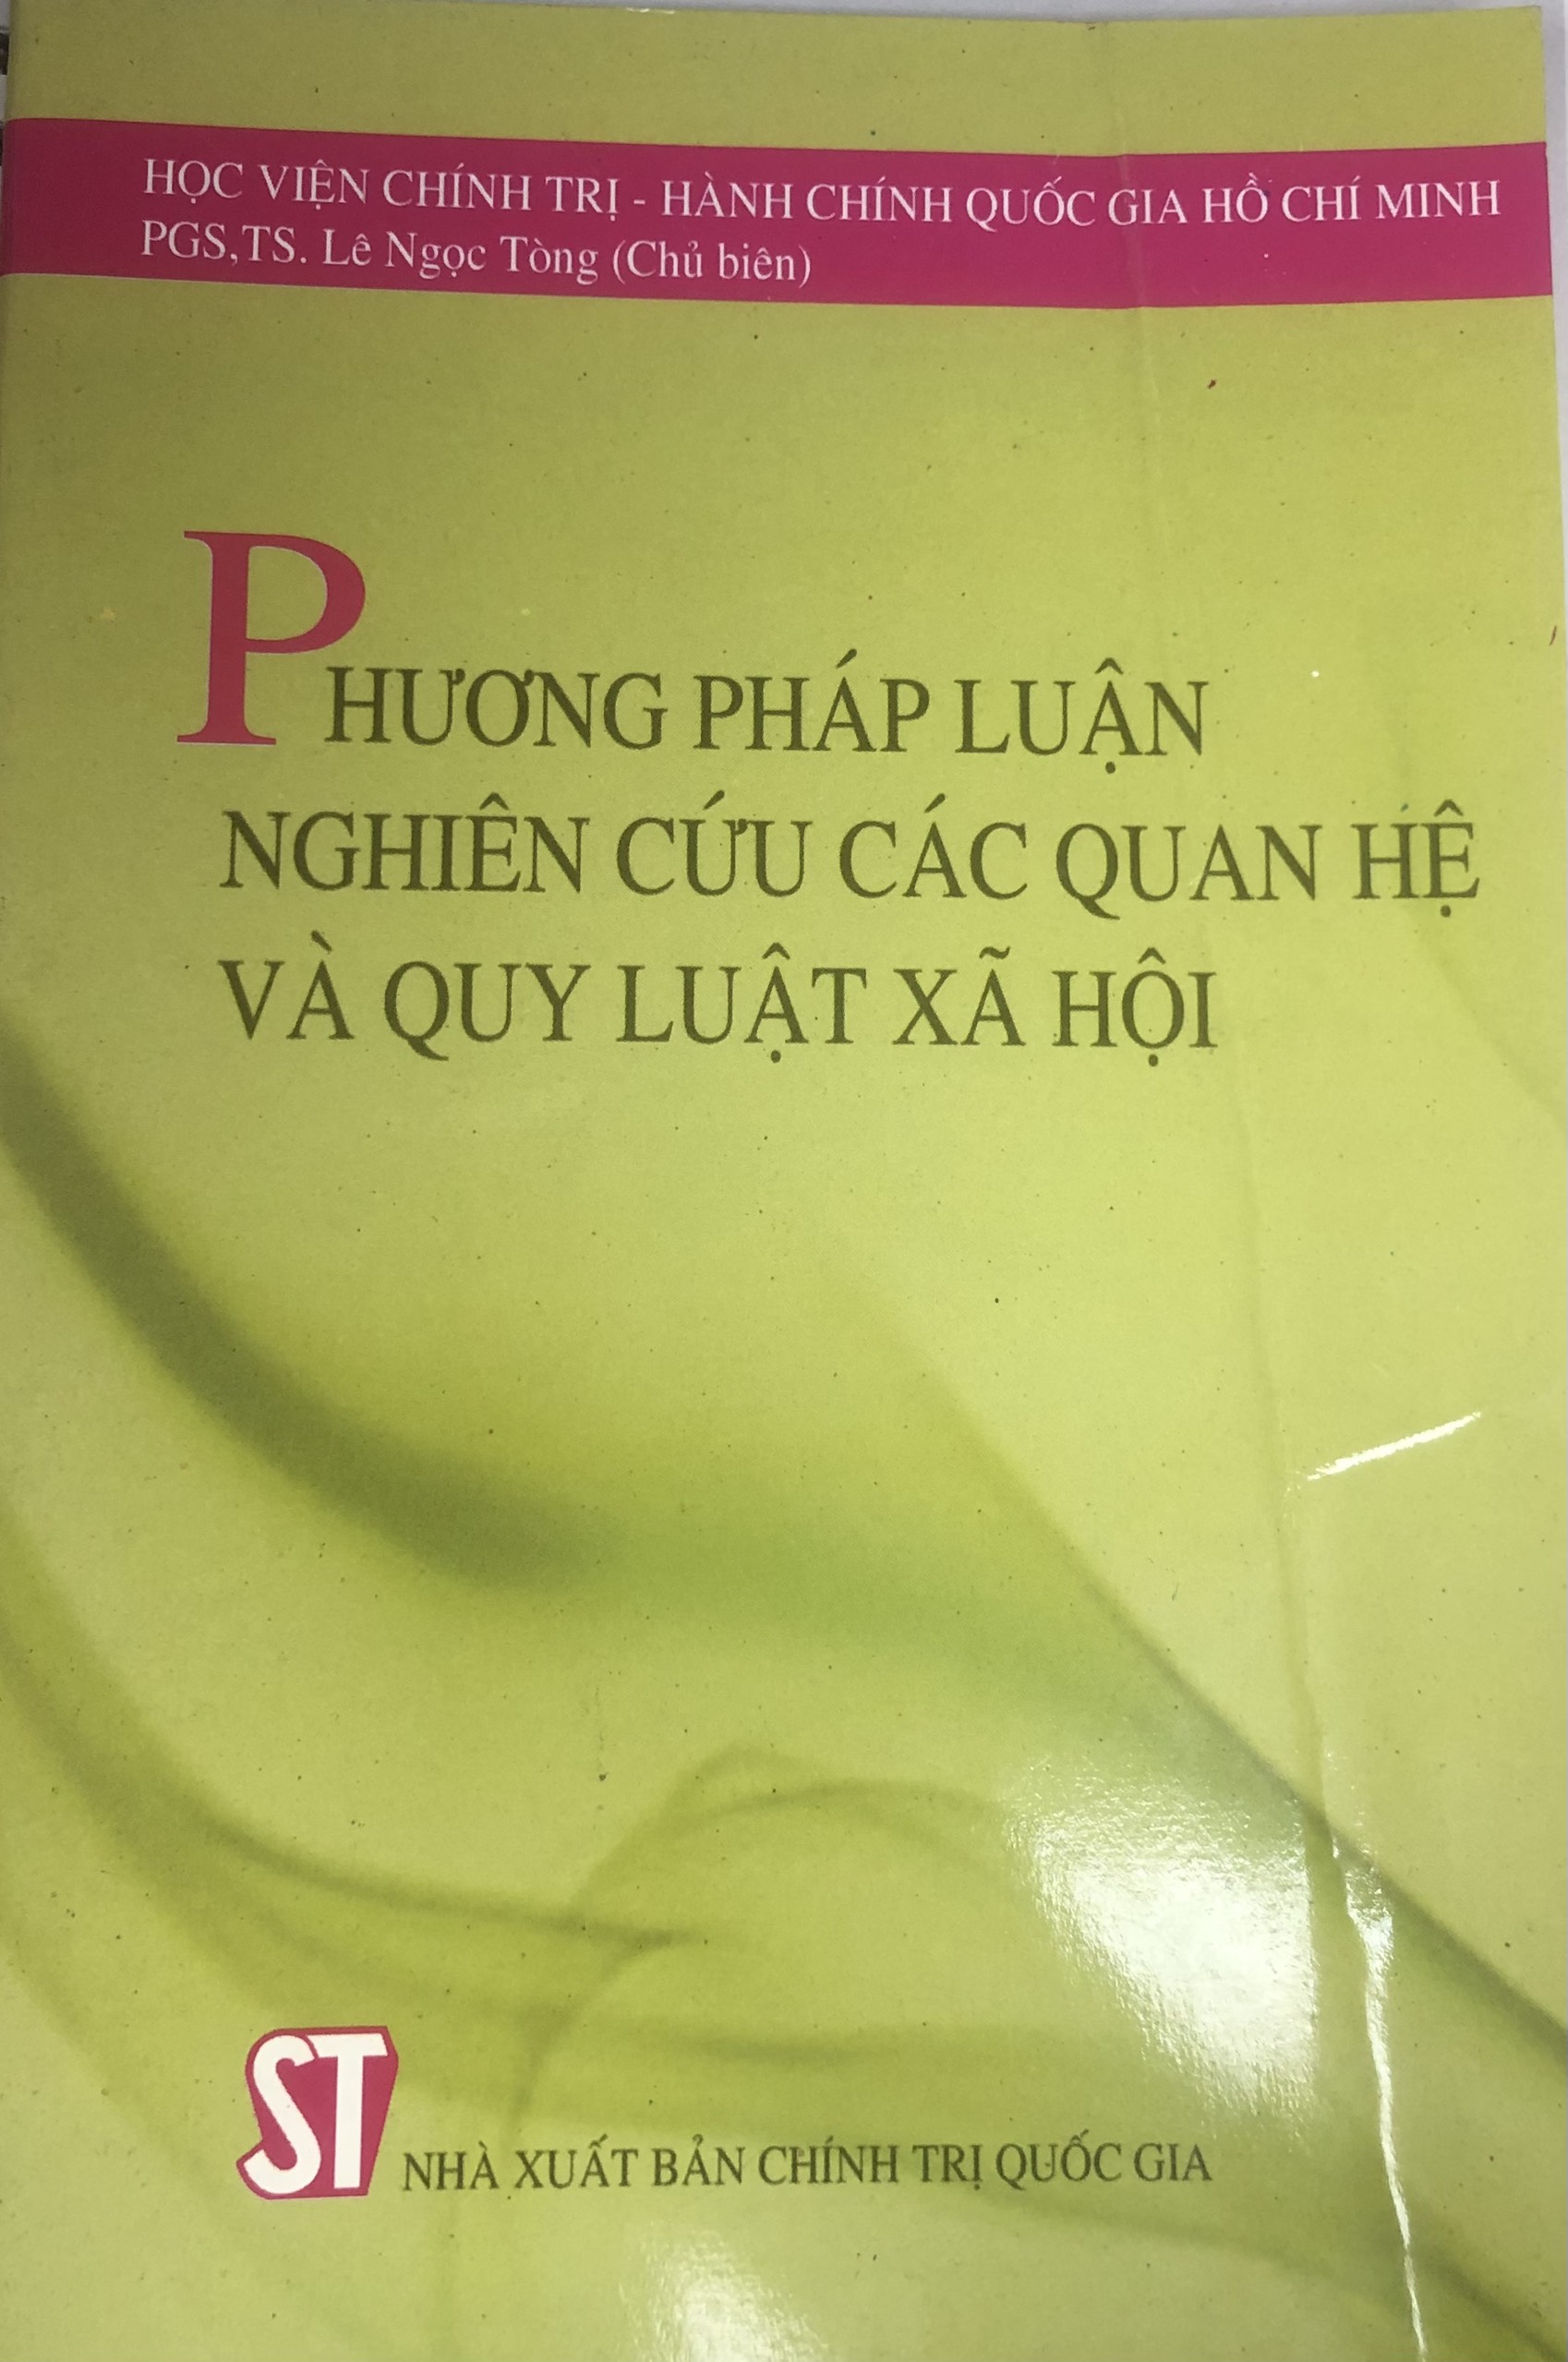 HỌC VIỆN CHÍNH TRỊ - HÀNH CHÍNH QUỐC GIA HỒ CHÍ MINH
PGS,TS. Lê Ngọc Tòng (Chủ biên)
PHƯƠNG PHÁP LUẬN
NGHIÊN CỨU CÁC QUAN HỆ
VÀ QUY LUẬT XÃ HỘI
ST
NHÀ XUẤT BẢN CHÍNH TRỊ QUỐC GIA